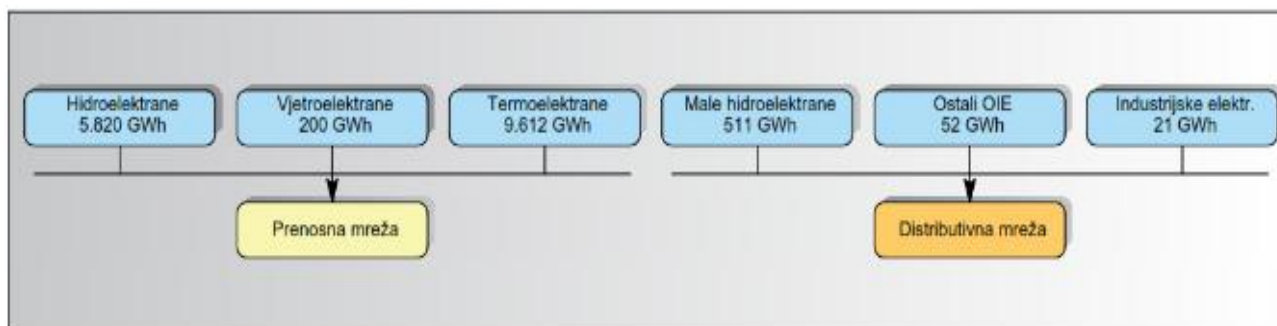 Hidroelektrane
5.820 GWh
Vjetroelektrane
200 GWh
Termoelektrane
9.612 GWh
Male hidroelektrane
511 GWh
Ostali OIE
52 GWh
Industrijske elektr.
21 GWh
Prenosna mreža
Distributivna mreža